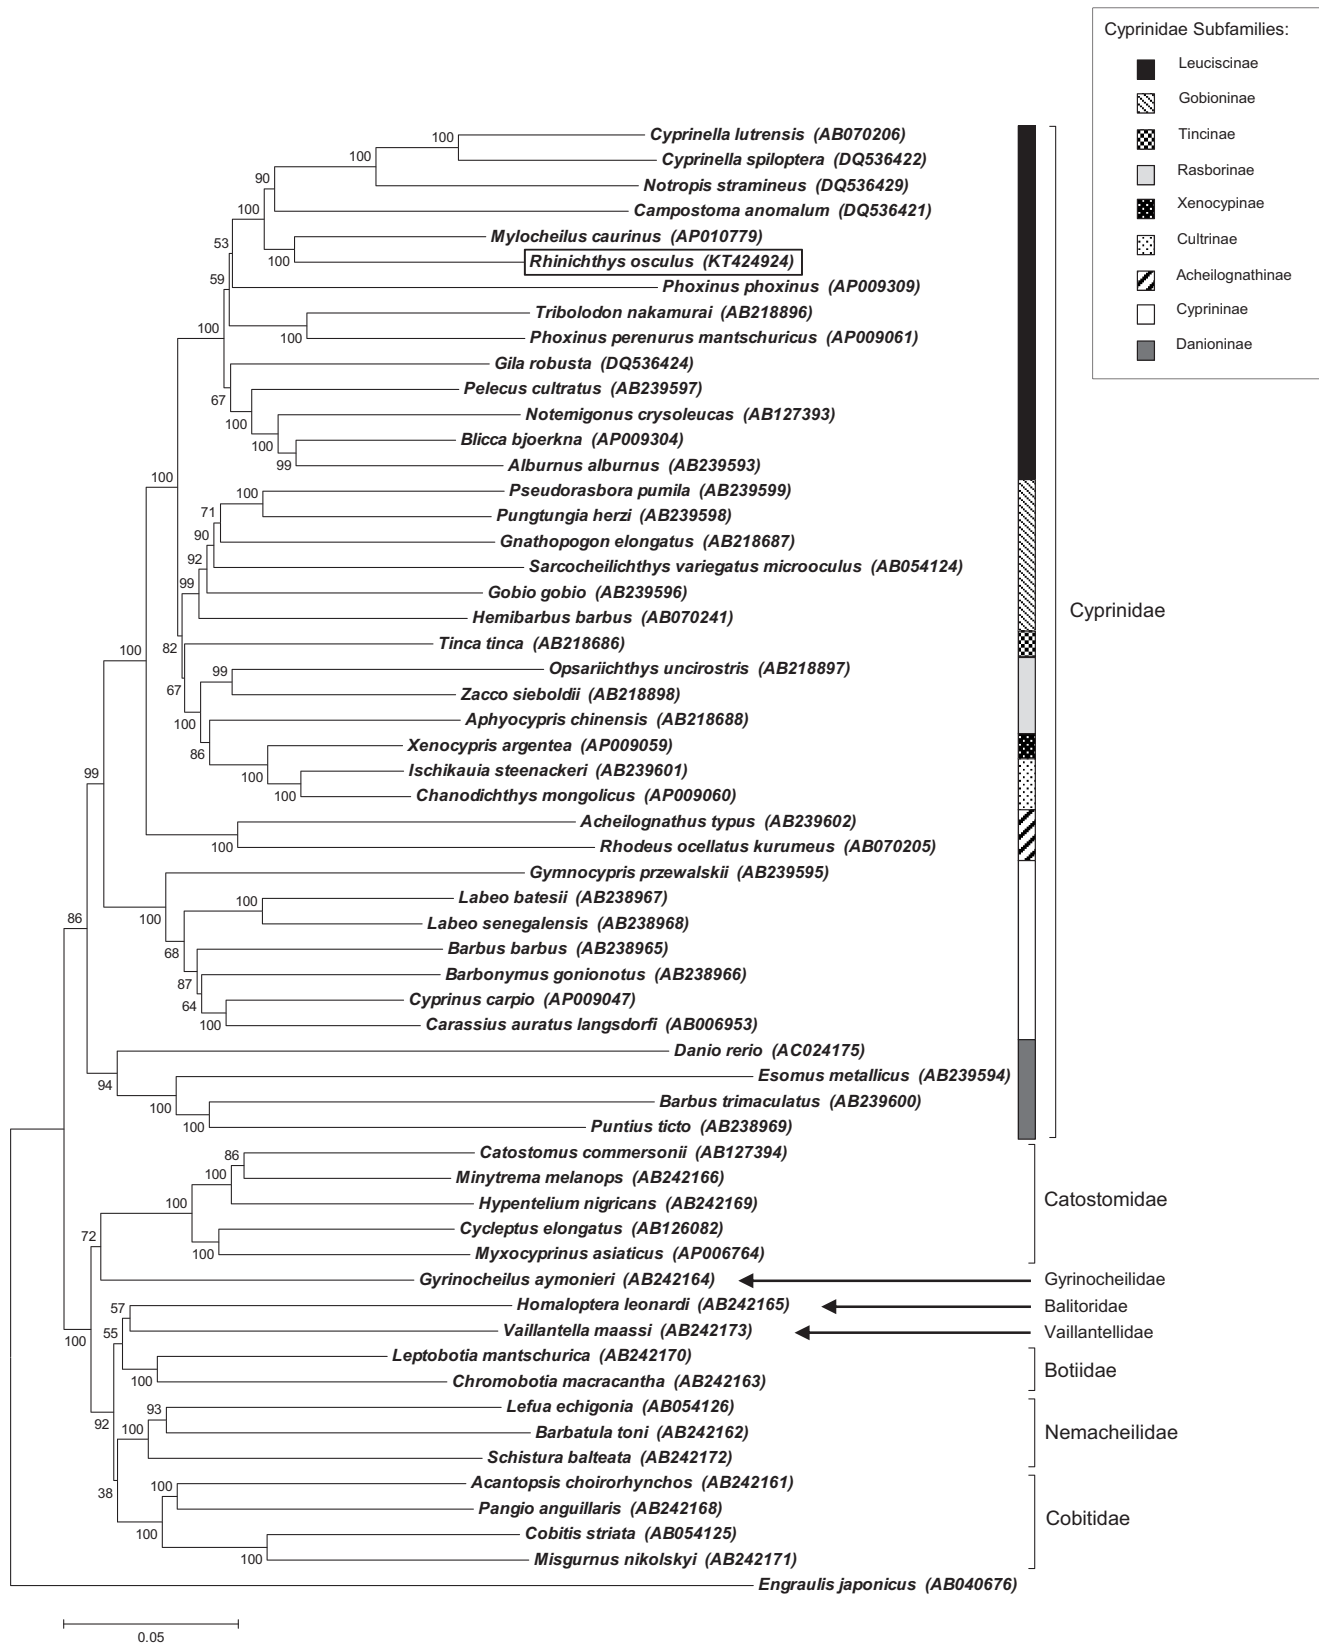 Cyprinidae Subfamilies:
Leuciscinae
Gobioninae
Tincinae
Rasborinae
Xenocypinae
Cultrinae
Acheilognathinae
Cyprininae
Danioninae
100
Cyprinella lutrensis (AB070206)
100
Cyprinella spiloptera (DQ536422)
90
Notropis stramineus (DQ536429)
100
Campostoma anomalum (DQ536421)
53
Mylocheilus caurinus (AP010779)
100
Rhinichthys osculus (KT424924)
59
Phoxinus phoxinus (AP009309)
Tribolodon nakamurai (AB218896)
100
100
Phoxinus perenurus mantschuricus (AP009061)
Gila robusta (DQ536424)
67
Pelecus cultratus (AB239597)
100
Notemigonus crysoleucas (AB127393)
100
Blicca bjoerkna (AP009304)
99
Alburnus alburnus (AB239593)
100
100
Pseudorasbora pumila (AB239599)
71
Pungtungia herzi (AB239598)
90
Gnathopogon elongatus (AB218687)
92
Sarcocheilichthys variegatus microoculus (AB054124)
99
Gobio gobio (AB239596)
Hemibarbus barbus (AB070241)
Cyprinidae
100
82
Tinca tinca (AB218686)
99
Opsariichthys uncirostris (AB218897)
67
Zacco sieboldii (AB218898)
100
Aphyocypris chinensis (AB218688)
86
Xenocypris argentea (AP009059)
99
100
Ischikauia steenackeri (AB239601)
100
Chanodichthys mongolicus (AP009060)
Acheilognathus typus (AB239602)
100
Rhodeus ocellatus kurumeus (AB070205)
Gymnocypris przewalskii (AB239595)
100
Labeo batesii (AB238967)
86
100
Labeo senegalensis (AB238968)
68
Barbus barbus (AB238965)
87
Barbonymus gonionotus (AB238966)
64
Cyprinus carpio (AP009047)
100
Carassius auratus langsdorfi (AB006953)
Danio rerio (AC024175)
94
Esomus metallicus (AB239594)
100
Barbus trimaculatus (AB239600)
100
Puntius ticto (AB238969)
86
Catostomus commersonii (AB127394)
100
Minytrema melanops (AB242166)
100
Hypentelium nigricans (AB242169)
Catostomidae
Cycleptus elongatus (AB126082)
72
100
Myxocyprinus asiaticus (AP006764)
Gyrinocheilus aymonieri (AB242164)
Gyrinocheilidae
57
Homaloptera leonardi (AB242165)
Balitoridae
100
55
Vaillantella maassi (AB242173)
Vaillantellidae
Leptobotia mantschurica (AB242170)
100
Botiidae
Chromobotia macracantha (AB242163)
93
Lefua echigonia (AB054126)
92
100
Barbatula toni (AB242162)
Nemacheilidae
Schistura balteata (AB242172)
38
100
Acantopsis choirorhynchos (AB242161)
Pangio anguillaris (AB242168)
Cobitidae
100
Cobitis striata (AB054125)
100
Misgurnus nikolskyi (AB242171)
Engraulis japonicus (AB040676)
0.05